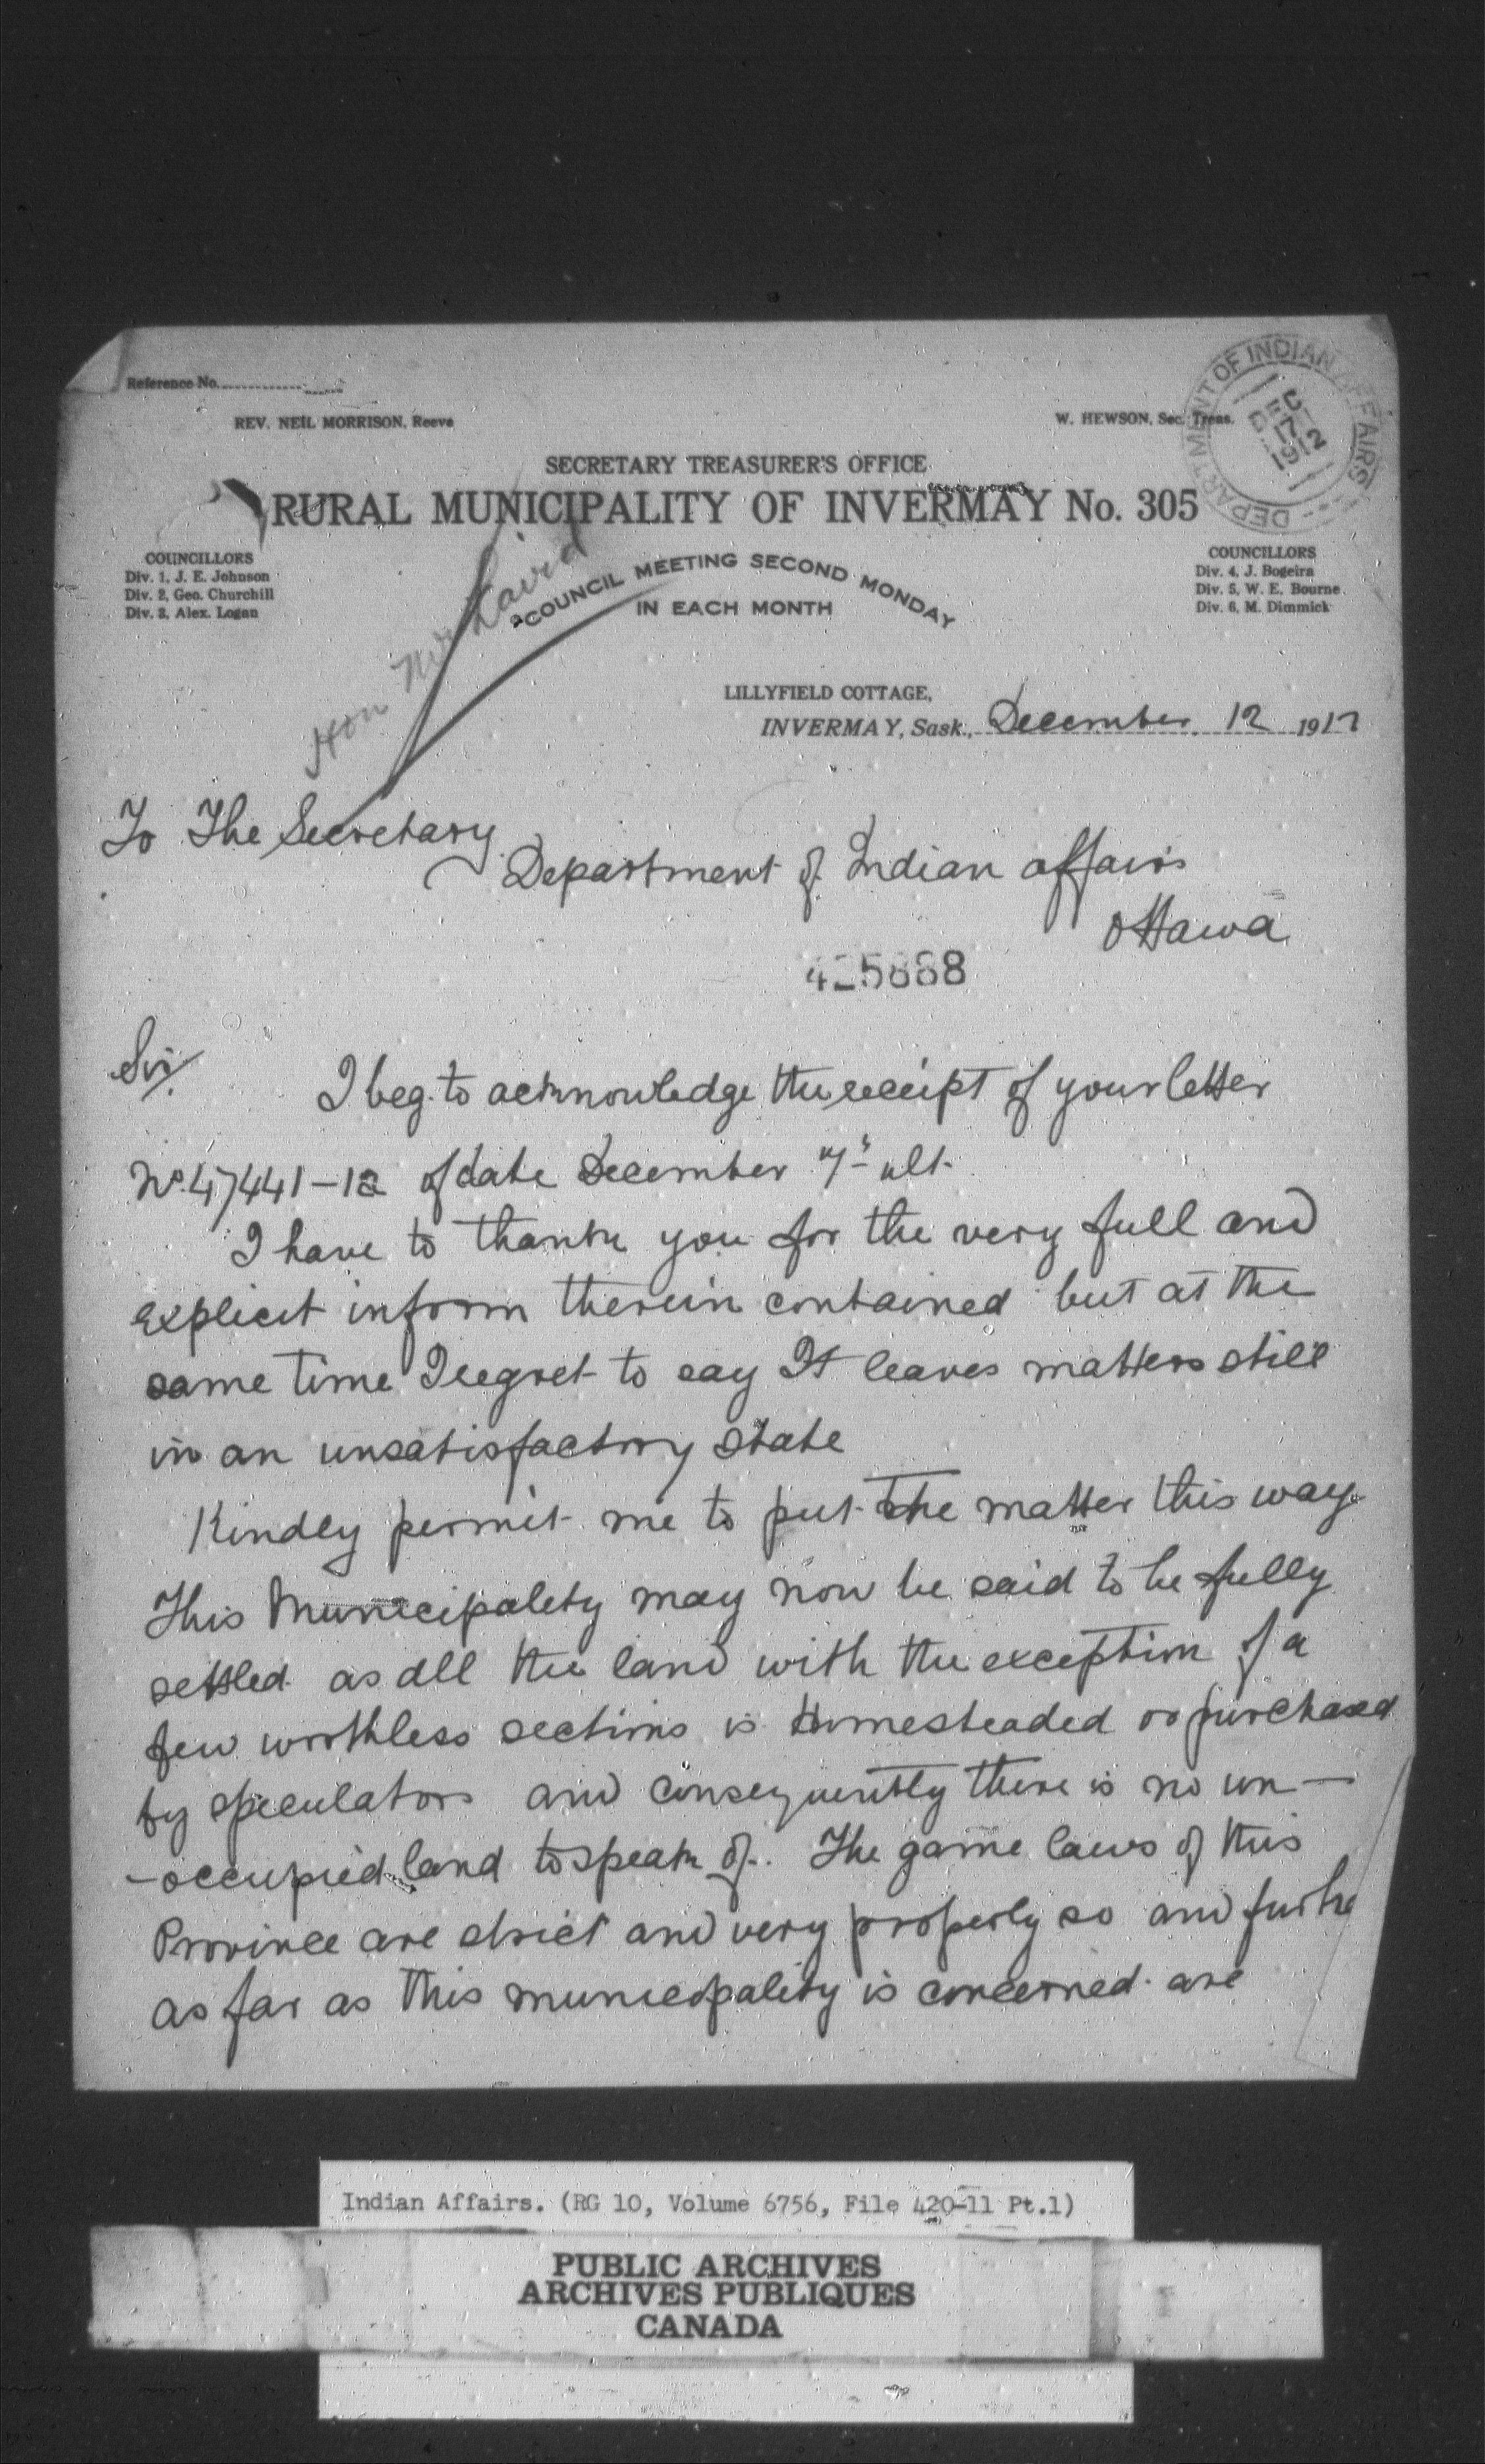 Reference No.
REV. NEIL MORRISON, Reeve
W. HEWSON, Sec. Treas.
DEPARTMENT OF INDIAN AFFAIRS
DEC
17
1912
SECRETARY TREASURER'S OFFICE
RURAL MUNICIPALITY OF INVERMAY No. 305
COUNCILLORS
Div. 1, J. E. Johnson
Div. 2, Geo. Churchill
Div. 3, Alex. Logan
COUNCIL MEETING SECOND MONDAY
IN EACH MONTH
COUNCILLORS
Div. 4, J. Bogeira
Div. 5, W. E. Bourne
Div. 6, M. Dimmick
Hon Mr Laird
LILLYFIELD COTTAGE,
INVERMAY, Sask., December 12 1912
To The Secretary
Department of Indian affairs
Ottawa
Sir,
I beg to acknowledge the receipt of your letter
No 47441-12 of date December 7 ult.
I have to thank you for the very full and
explicit inform therein contained but at the
same time I regret to say It leaves matters still
in an unsatisfactory state
Kindly permit me to put the matter this way.
This Municipality may now be said to be fully
settled as all the land with the exception of a
few worthless sections is Homesteaded or purchased
by speculators and consequently there is no un-
-occupied land to speak of. The game laws of this
Province are strict and very properly so and
as far as this municipality is concerned are
Indian Affairs. (RG 10, Volume 6756, File 420-11 Pt.1)
PUBLIC ARCHIVES
ARCHIVES PUBLIQUES
CANADA